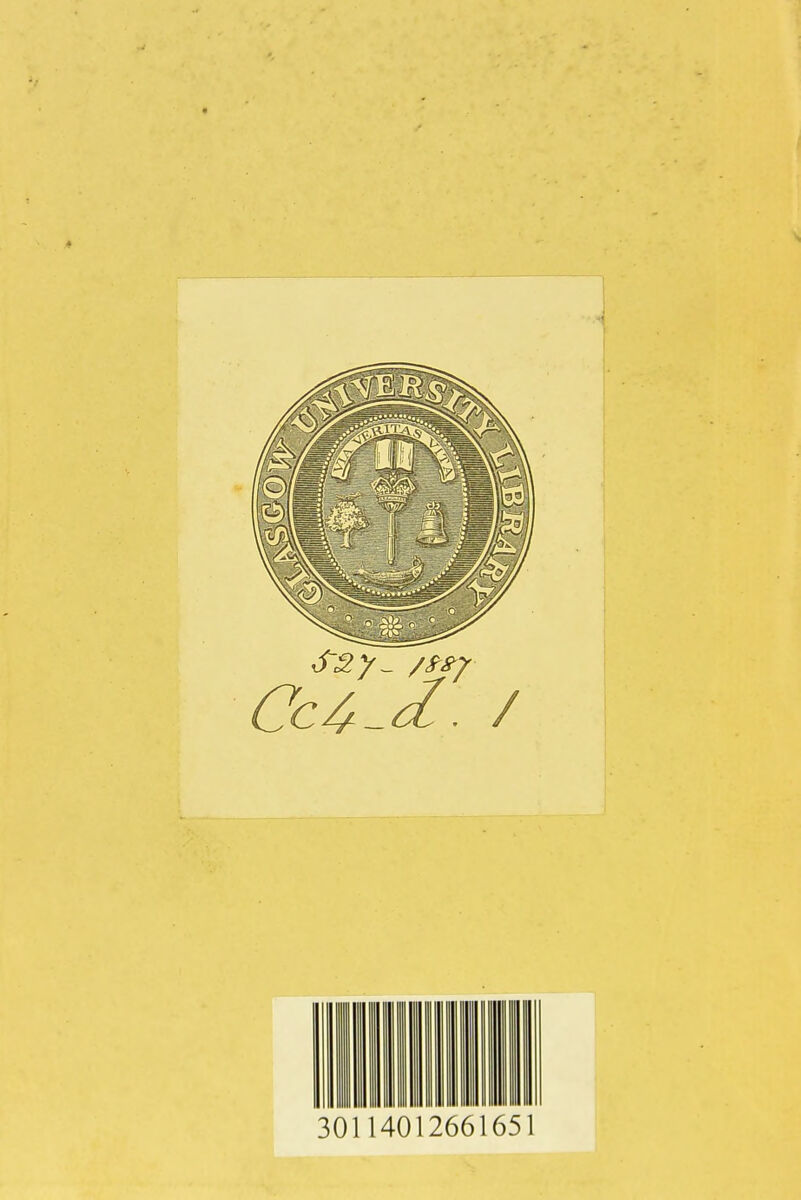 GLASGOW UNIVERSITY LIBRARY
VIA VERITAS VITA
527-1887
Cc4-d. 1
30114012661651